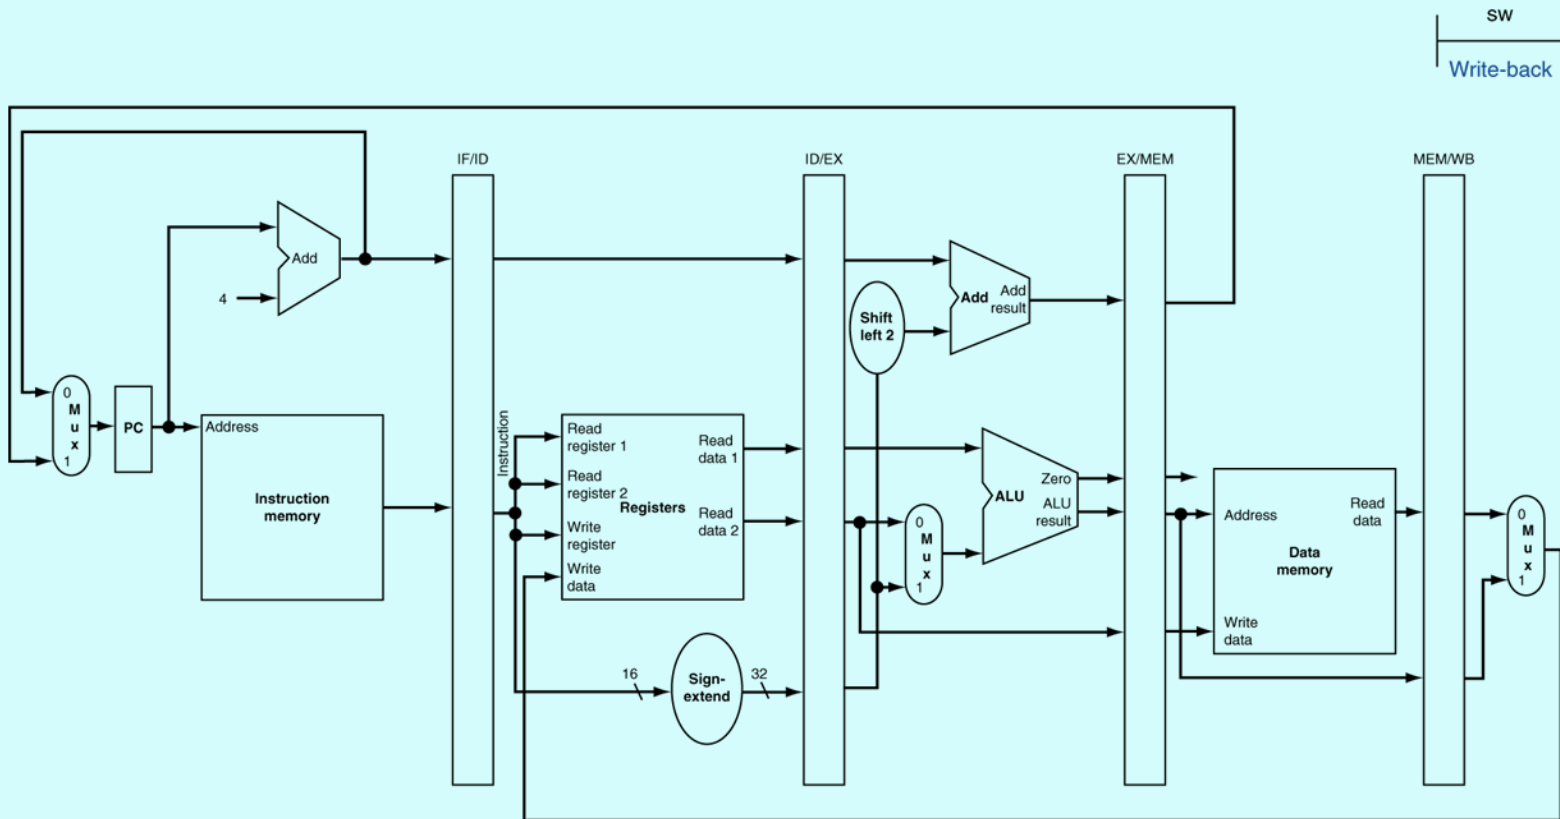 SW
Write-back
IF/ID
ID/EX
EX/MEM
MEM/WB
Add
4
Add
Add
result
Shift
left 2
0
M
u
x
1
PC
Address
Instruction
memory
Instruction
Read
register 1
Read
register 2
Write
register
Write
data
Registers
Read
data 1
Read
data 2
16
Sign-
extend
32
0
M
u
x
1
Zero
ALU
ALU
result
Address
Read
data
Data
memory
Write
data
0
M
u
x
1